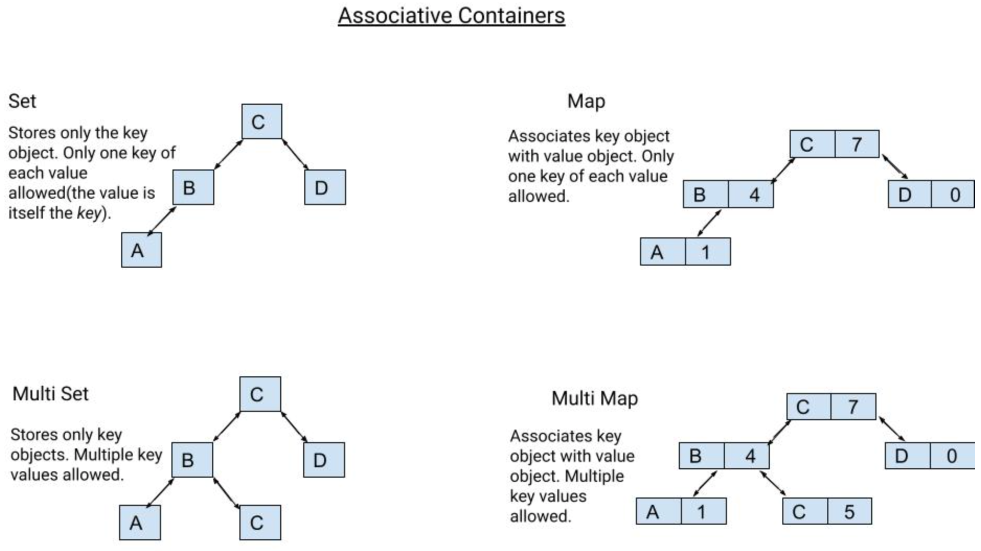 Associative Containers
Set
Stores only the key
object. Only one key of
each value
allowed(the value is
itself the key).
C
B
D
A
Map
Associates key object
with value object. Only
one key of each value
allowed.
C 7
B 4
D 0
A 1
Multi Set
Stores only key
objects. Multiple key
values allowed.
C
B
D
A
C
Multi Map
Associates key
object with value
object. Multiple
key values
allowed.
C 7
B 4
D 0
A 1
C 5